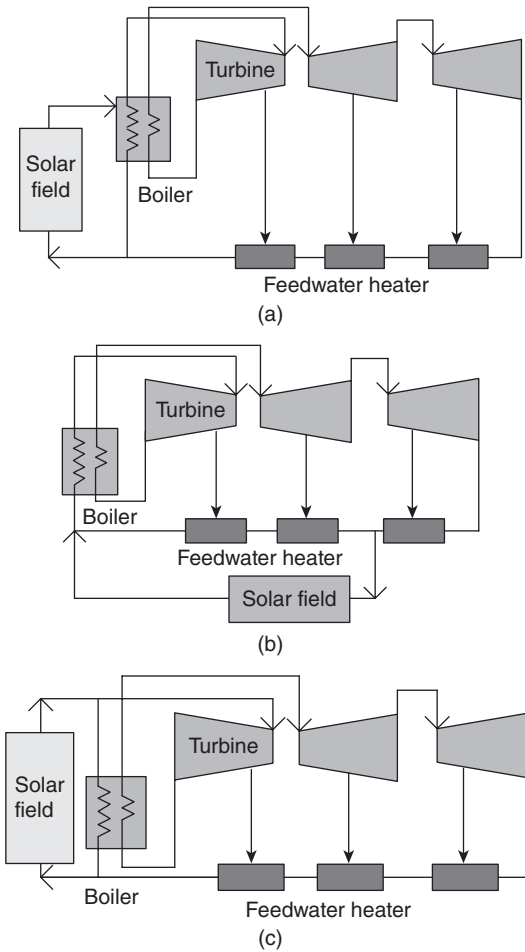 Turbine
Solar
field
Boiler
Feedwater heater
(a)
Turbine
Boiler
Feedwater heater
Solar field
(b)
Turbine
Solar
field
Boiler
Feedwater heater
(c)